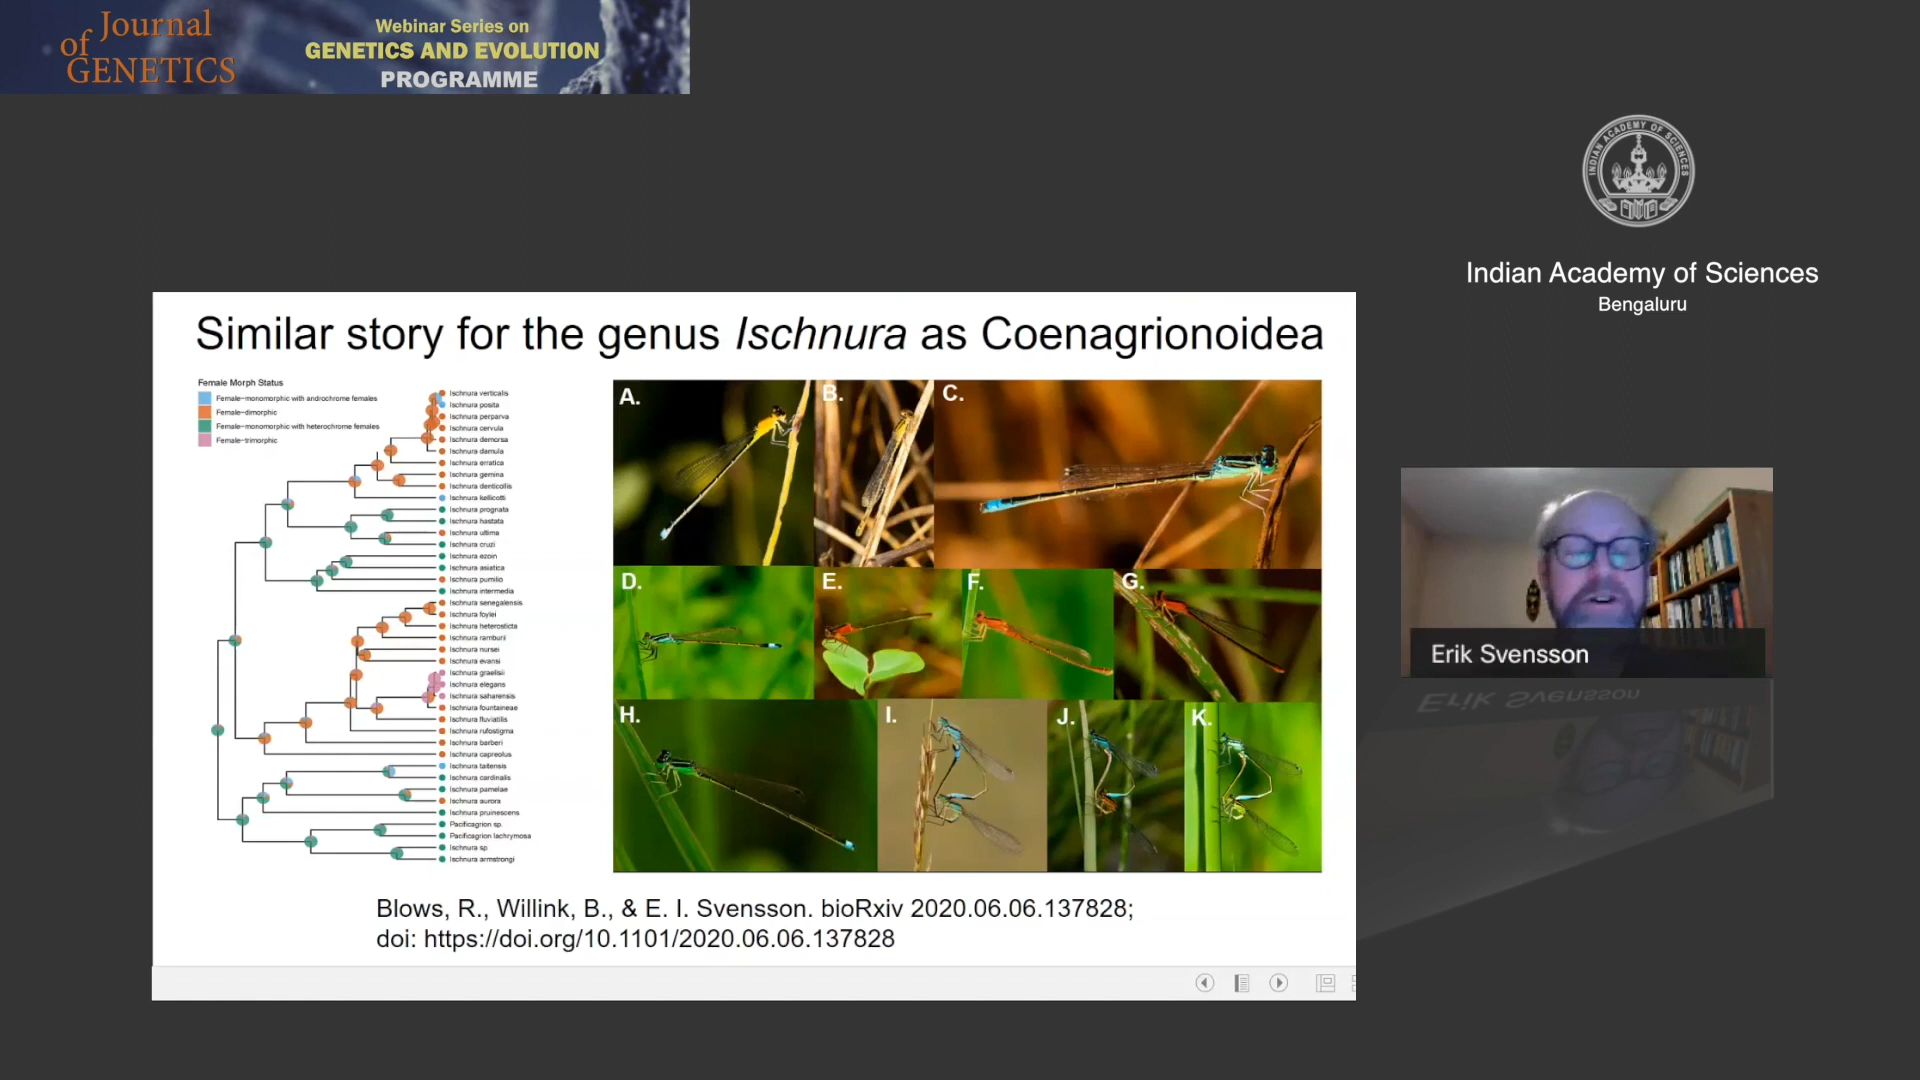 Journal
of
GENETICS
Webinar Series on
GENETICS AND EVOLUTION
PROGRAMME
INDIAN ACADEMY OF SCIENCES
Indian Academy of Sciences
Bengaluru
Similar story for the genus Ischnura as Coenagrionoidea
Female Morph Status
Female-monomorphic with androchrome females
Female-dimorphic
Female-monomorphic with heterochrome females
Female-trimorphic
Ischnura verticalis
Ischnura posita
Ischnura perparva
Ischnura cervula
Ischnura demorsa
Ischnura damula
Ischnura erratica
Ischnura gemina
Ischnura denticollis
Ischnura kellicotti
Ischnura prognata
Ischnura hastata
Ischnura ultima
Ischnura cruzi
Ischnura ezoin
Ischnura asiatica
Ischnura pumilio
Ischnura intermedia
Ischnura senegalensis
Ischnura foylei
Ischnura heterosticta
Ischnura ramburii
Ischnura nursei
Ischnura evansi
Ischnura graellsii
Ischnura elegans
Ischnura saharensis
Ischnura fountaineae
Ischnura fluviatilis
Ischnura rufostigma
Ischnura barberi
Ischnura capreolus
Ischnura taitensis
Ischnura cardinalis
Ischnura pamelae
Ischnura aurora
Ischnura pruinescens
Pacificagrion sp.
Pacificagrion lachrymosa
Ischnura sp
Ischnura armstrongi
A.
B.
C.
D.
E.
F.
G.
H.
I.
J.
K.
Blows, R., Willink, B., & E. I. Svensson. bioRxiv 2020.06.06.137828;
doi: https://doi.org/10.1101/2020.06.06.137828
Erik Svensson